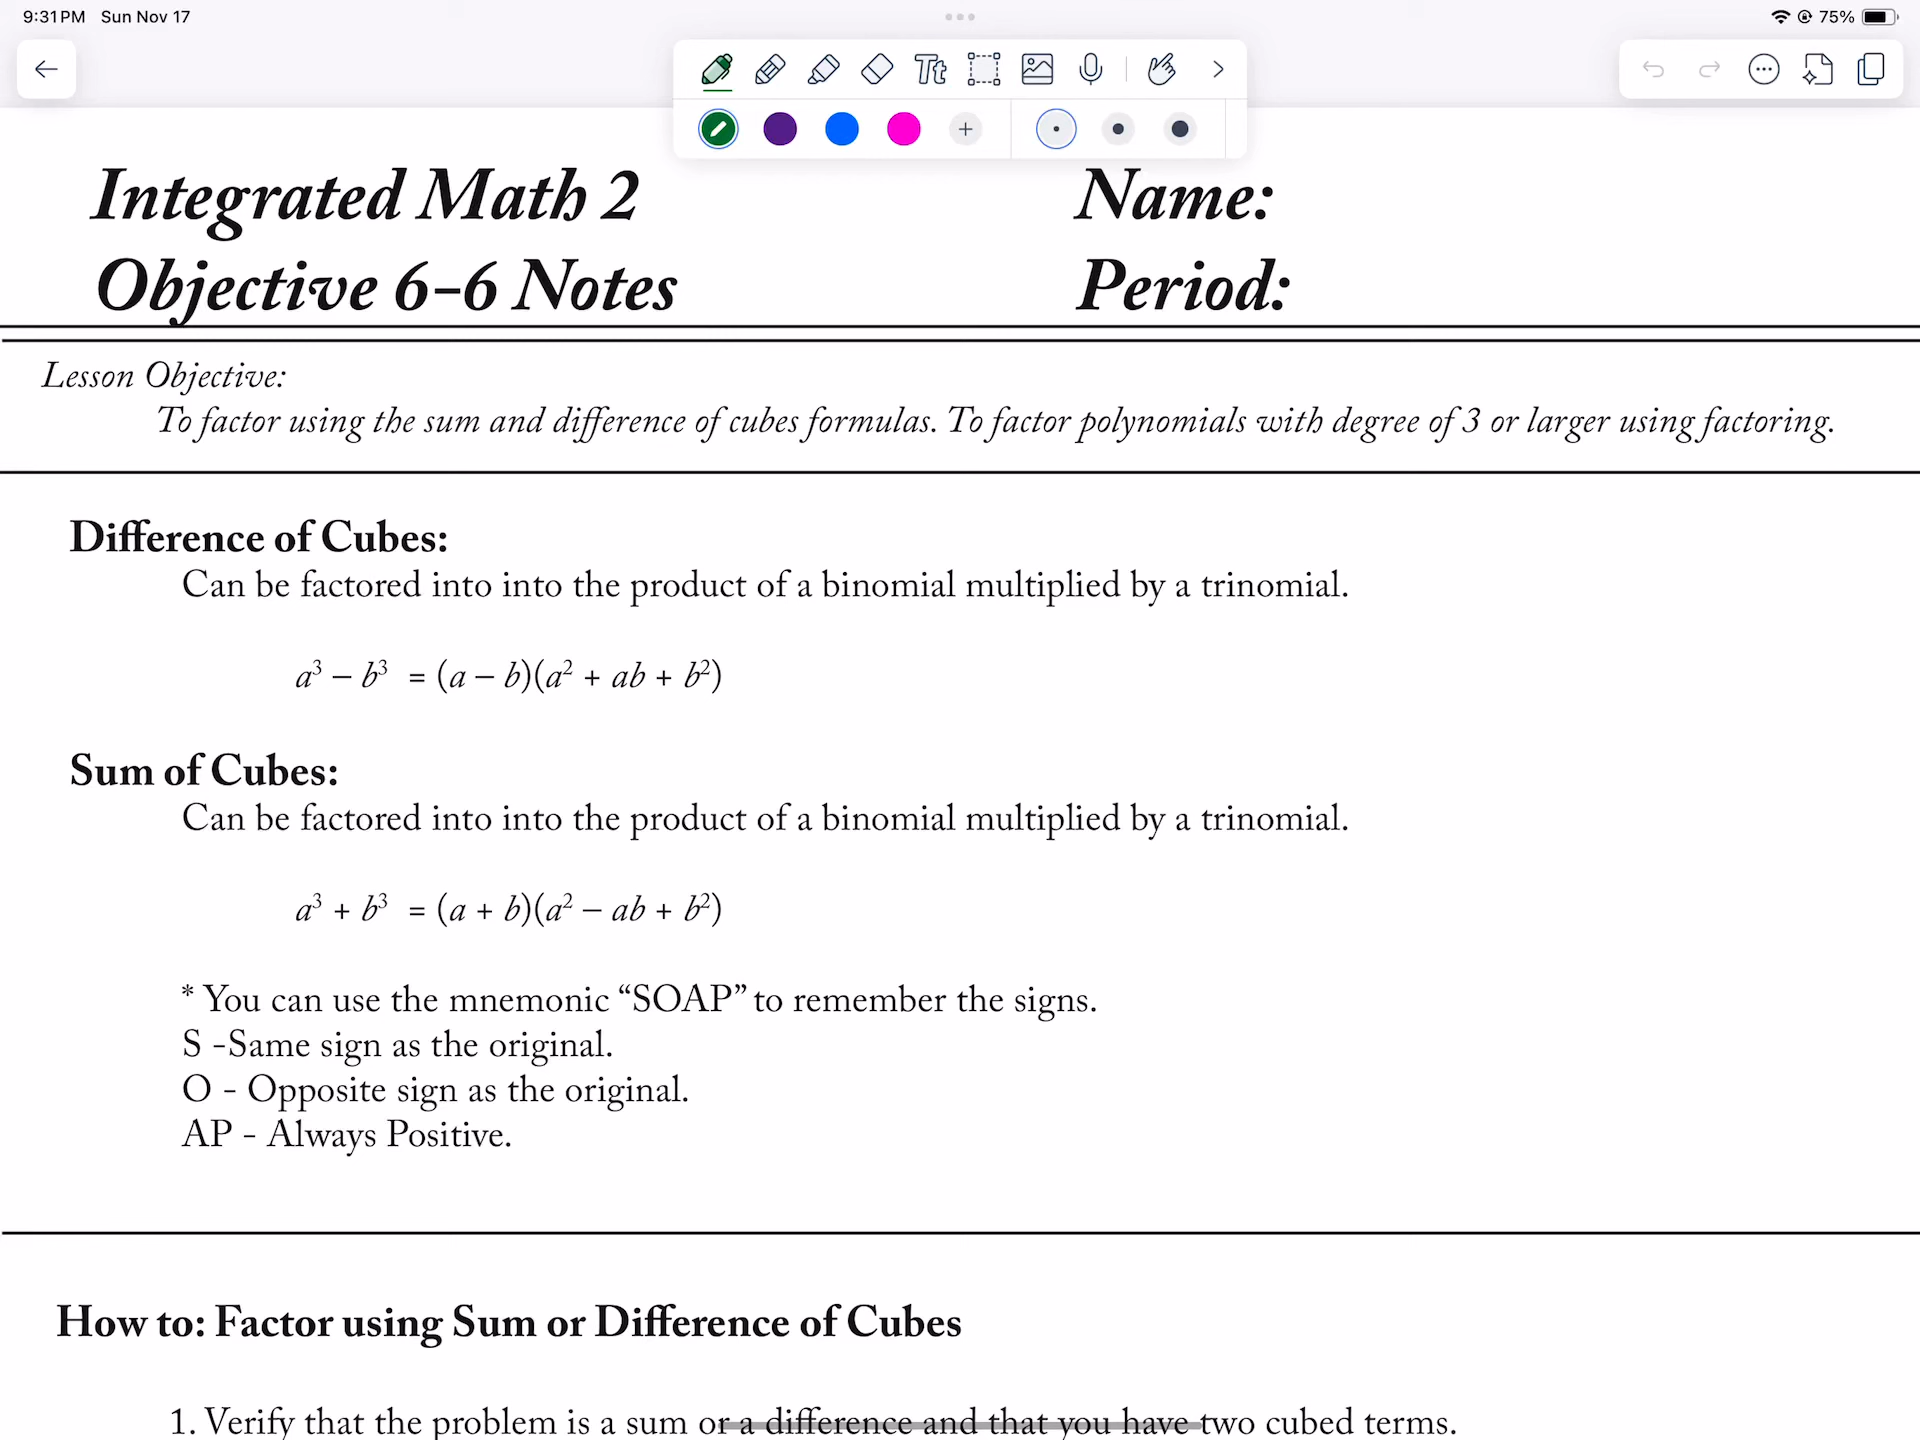 9:31 PM Sun Nov 17
75%
Tt
Integrated Math 2
Name:
Objective 6-6 Notes
Period:
Lesson Objective:
To factor using the sum and difference of cubes formulas. To factor polynomials with degree of 3 or larger using factoring.
Difference of Cubes:
Can be factored into into the product of a binomial multiplied by a trinomial.
a³ − b³ = (a − b)(a² + ab + b²)
Sum of Cubes:
Can be factored into into the product of a binomial multiplied by a trinomial.
a³ + b³ = (a + b)(a² − ab + b²)
* You can use the mnemonic “SOAP” to remember the signs.
S -Same sign as the original.
O - Opposite sign as the original.
AP - Always Positive.
How to: Factor using Sum or Difference of Cubes
1. Verify that the problem is a sum or a difference and that you have two cubed terms.